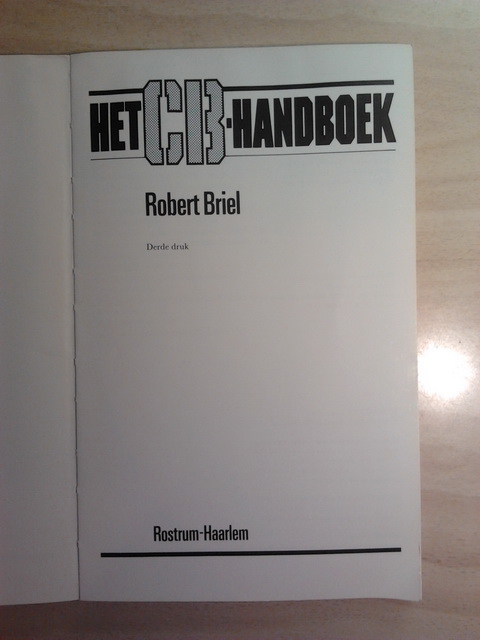 HET CB-HANDBOEK
Robert Briel
Derde druk
Rostrum-Haarlem